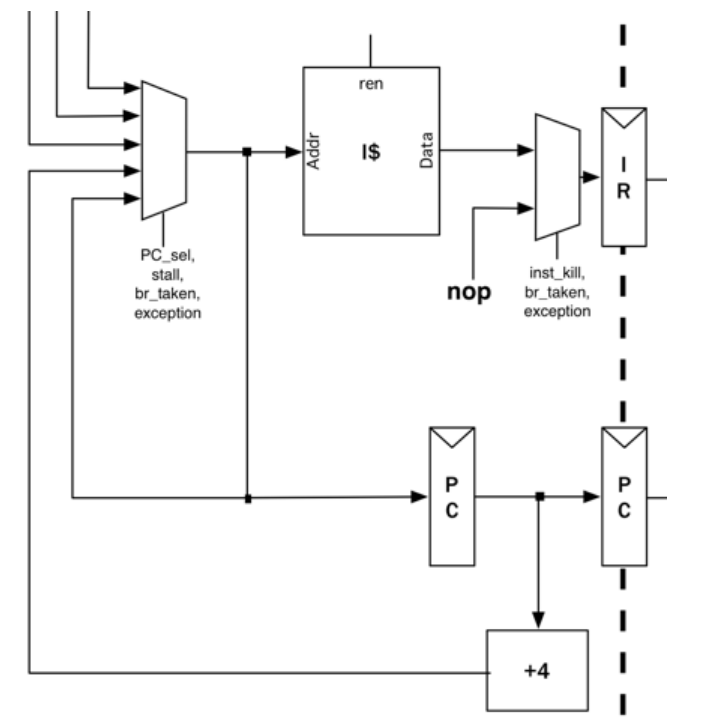 ren
Addr
I$
Data
I
R
PC_sel,
stall,
br_taken,
exception
nop
inst_kill,
br_taken,
exception
P
C
P
C
+4